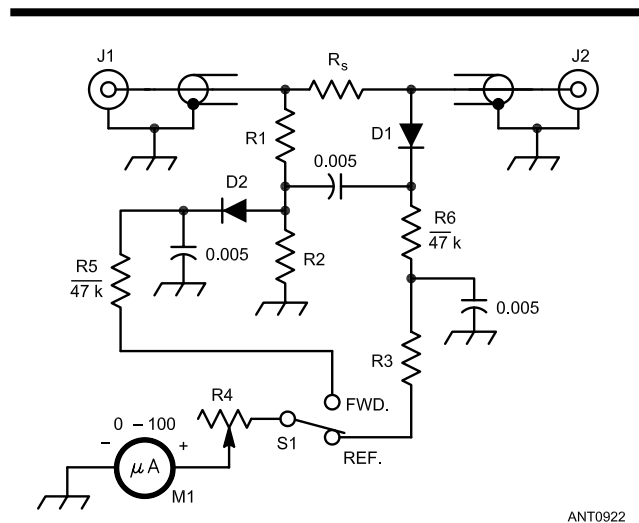 J1
J2
Rs
R1
D1
0.005
D2
R6
47 k
R5
47 k
0.005
R2
0.005
R3
R4
FWD.
0 – 100
S1
REF.
–
+
µA
M1
ANT0922